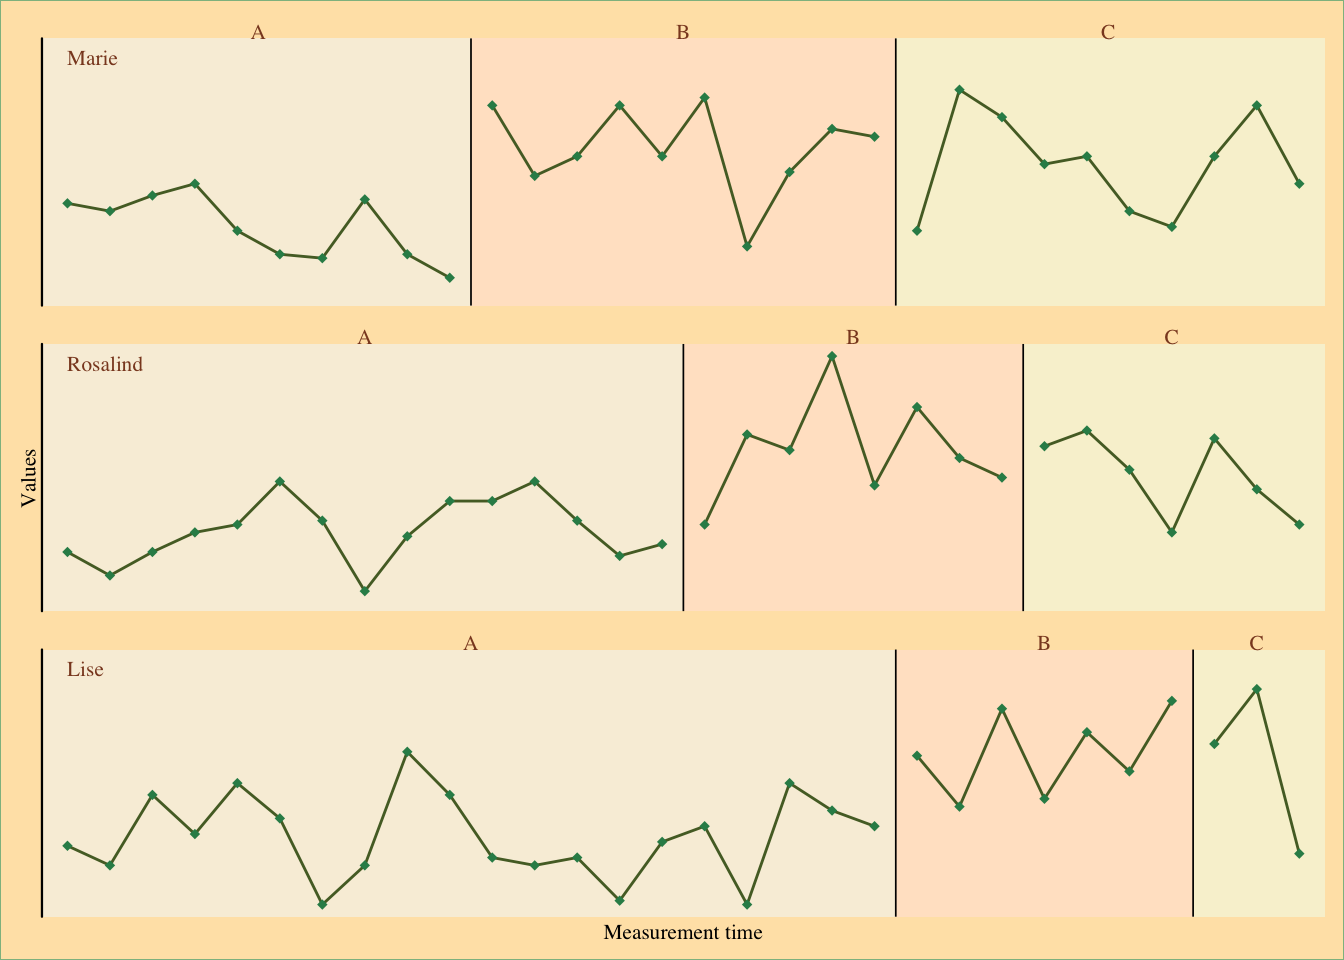 A B C
Marie
A B C
Rosalind
Values
A B C
Lise
Measurement time